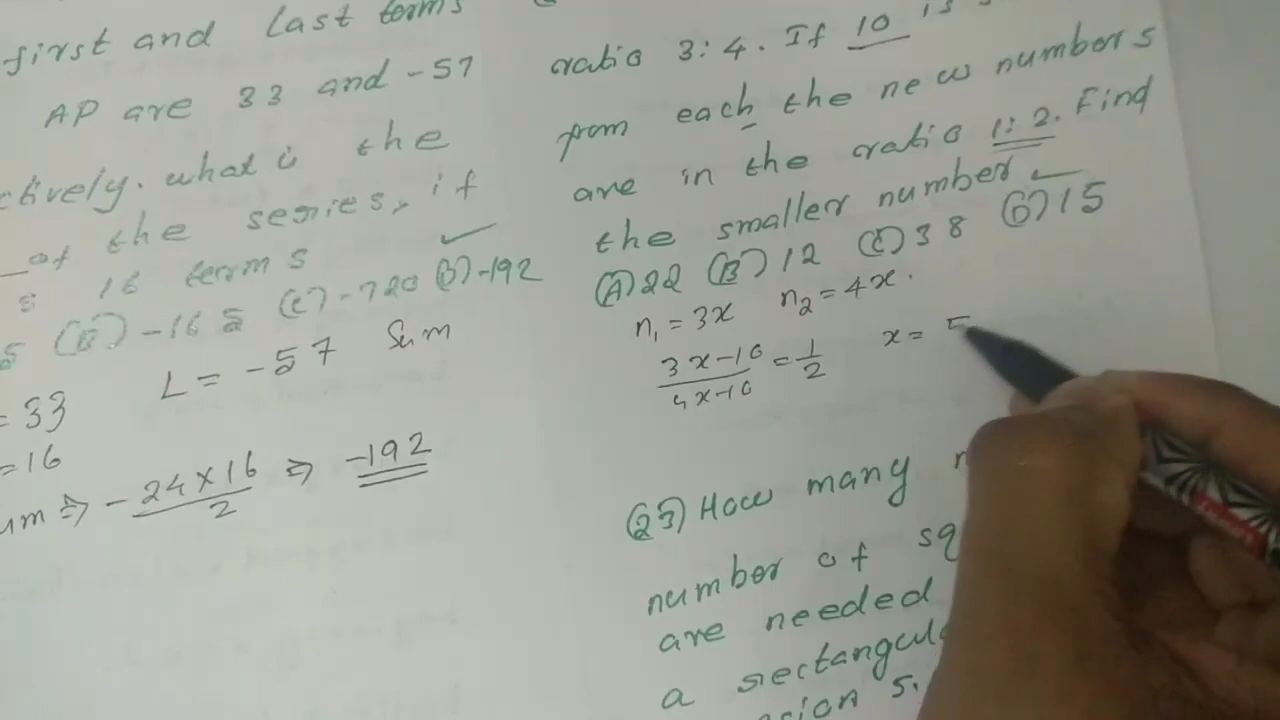 first and last terms
AP are 33 and -57
ctively. what is the
of the series, if
s 16 terms
(B) -165 (C) -720 (D) -192
L = -57 Sum
= 33
=16
um ⇒ -24×16/2 ⇒ -192
ratio 3:4. If 10 is
from each the new numbers
are in the ratio 1:2. Find
the smaller number
(A) 22 (B) 12 (C) 38 (D) 15
n₁ = 3x n₂ = 4x.
3x-10/4x-10 = 1/2 x = 5
(23) How many
number of sq
are needed
a rectangul